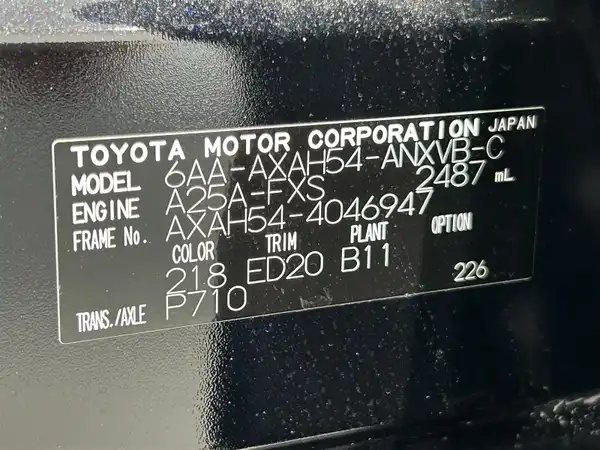 TOYOTA MOTOR CORPORATION JAPAN
MODEL 6AA-AXAH54-ANXVB-C
ENGINE A25A-FXS 2487 mL
FRAME No. AXAH54-4046947
COLOR TRIM PLANT OPTION
218 ED20 B11
TRANS./AXLE P710 226